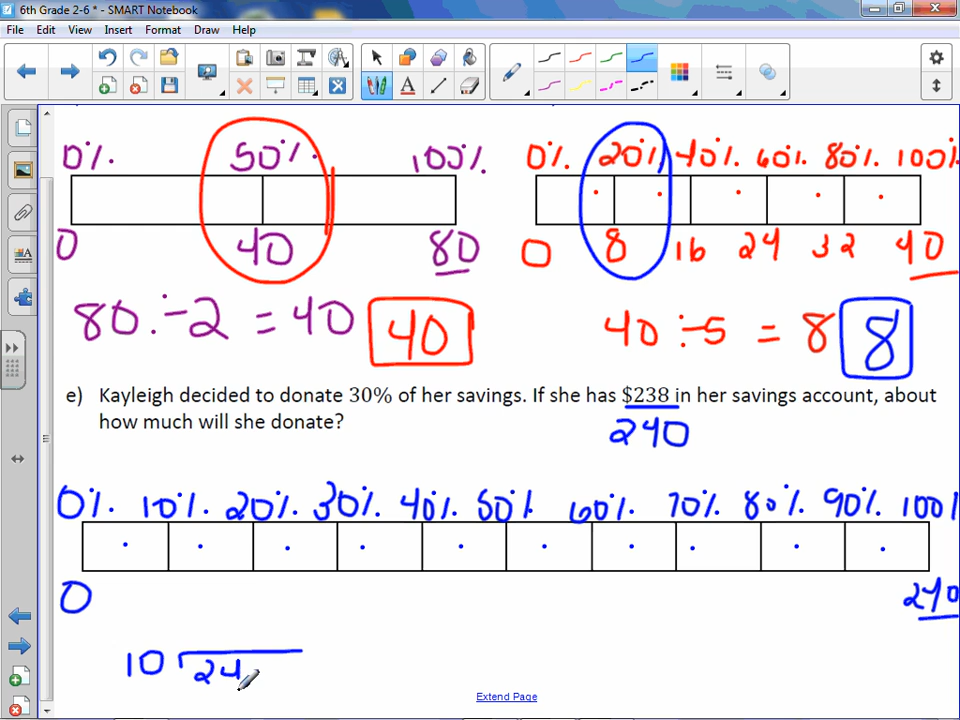 6th Grade 2-6 * - SMART Notebook
File Edit View Insert Format Draw Help
0% 50% 100%
0 40 80
80 ÷ 2 = 40 40
0% 20% 40% 60% 80% 100%
0 8 16 24 32 40
40 ÷ 5 = 8 8
e) Kayleigh decided to donate 30% of her savings. If she has $238 in her savings account, about
how much will she donate?
240
0% 10% 20% 30% 40% 50% 60% 70% 80% 90% 100%
0 240
10 24
Extend Page